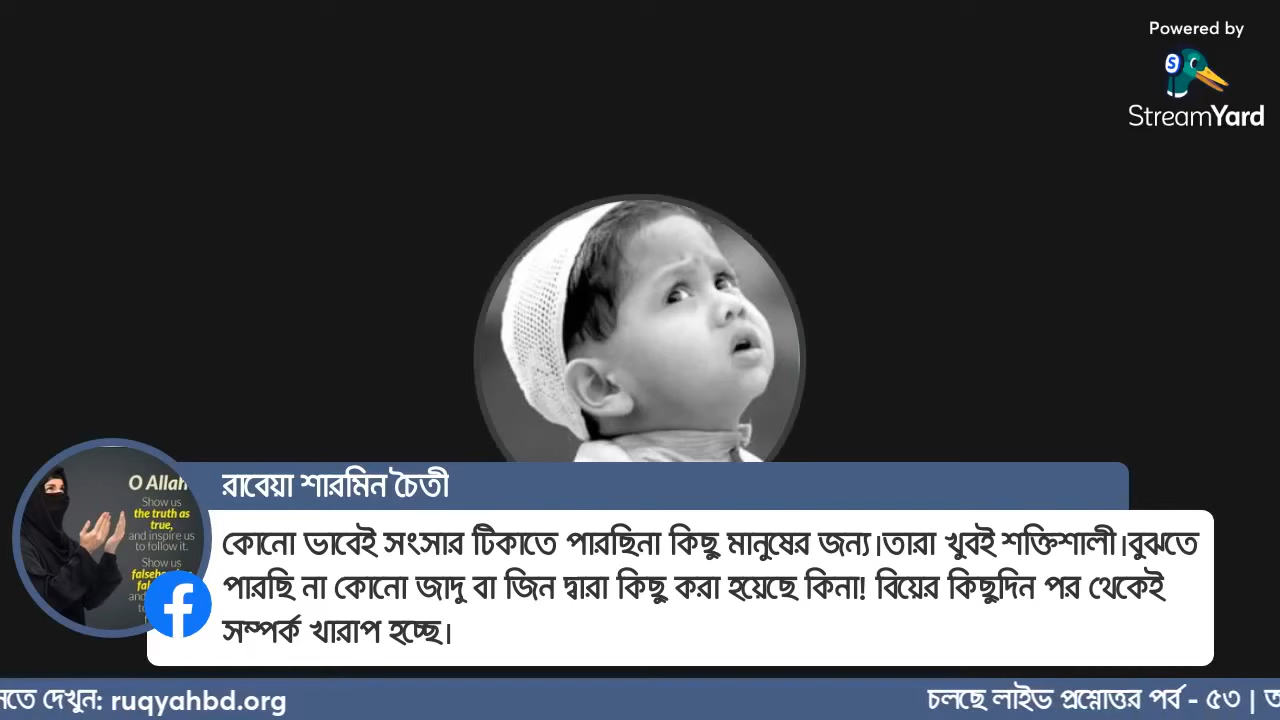 Powered by
StreamYard
রাবেয়া শারমিন চৈতী
O Allah
Show us
the truth as
true,
and inspire us
to follow it.
Show us
কোনো ভাবেই সংসার টিকাতে পারছিনা কিছু মানুষের জন্য।তারা খুবই শক্তিশালী।বুঝতে
পারছি না কোনো জাদু বা জিন দ্বারা কিছু করা হয়েছে কিনা! বিয়ের কিছুদিন পর থেকেই
সম্পর্ক খারাপ হচ্ছে।
দেখুন: ruqyahbd.org
চলছে লাইভ প্রশ্নোত্তর পর্ব - ৫৩ |